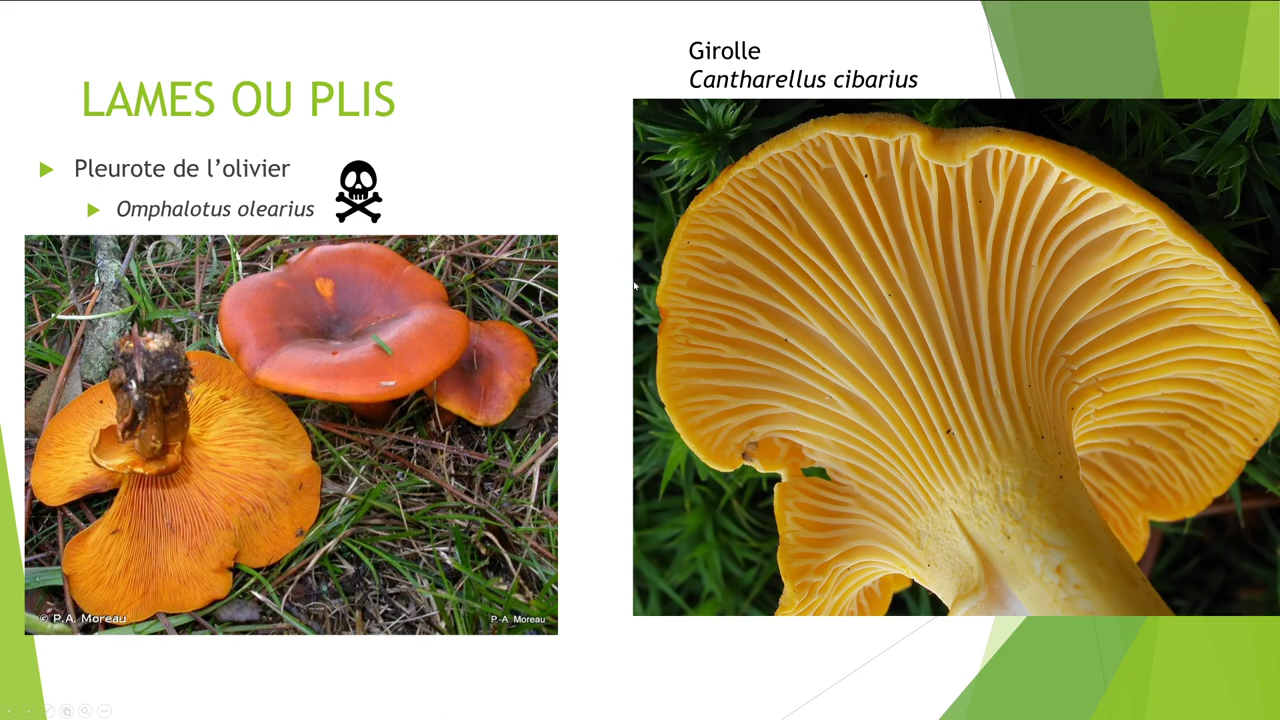 LAMES OU PLIS
Pleurote de l’olivier
Omphalotus olearius
© P.A. Moreau
P.-A. Moreau
Girolle
Cantharellus cibarius